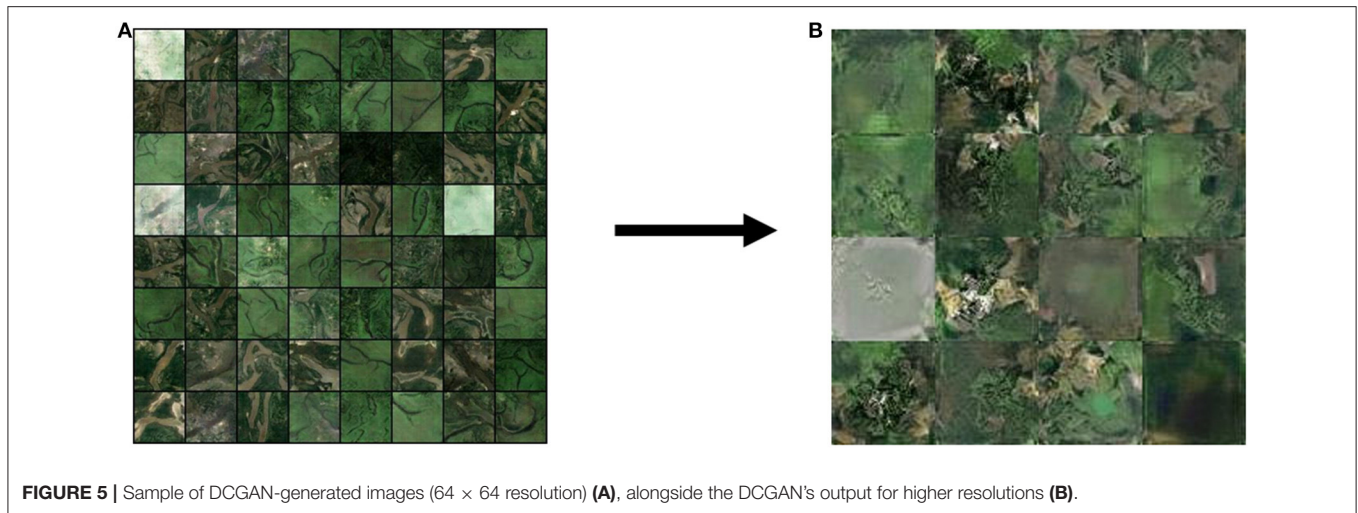 A
B
FIGURE 5 | Sample of DCGAN-generated images (64 × 64 resolution) (A), alongside the DCGAN's output for higher resolutions (B).